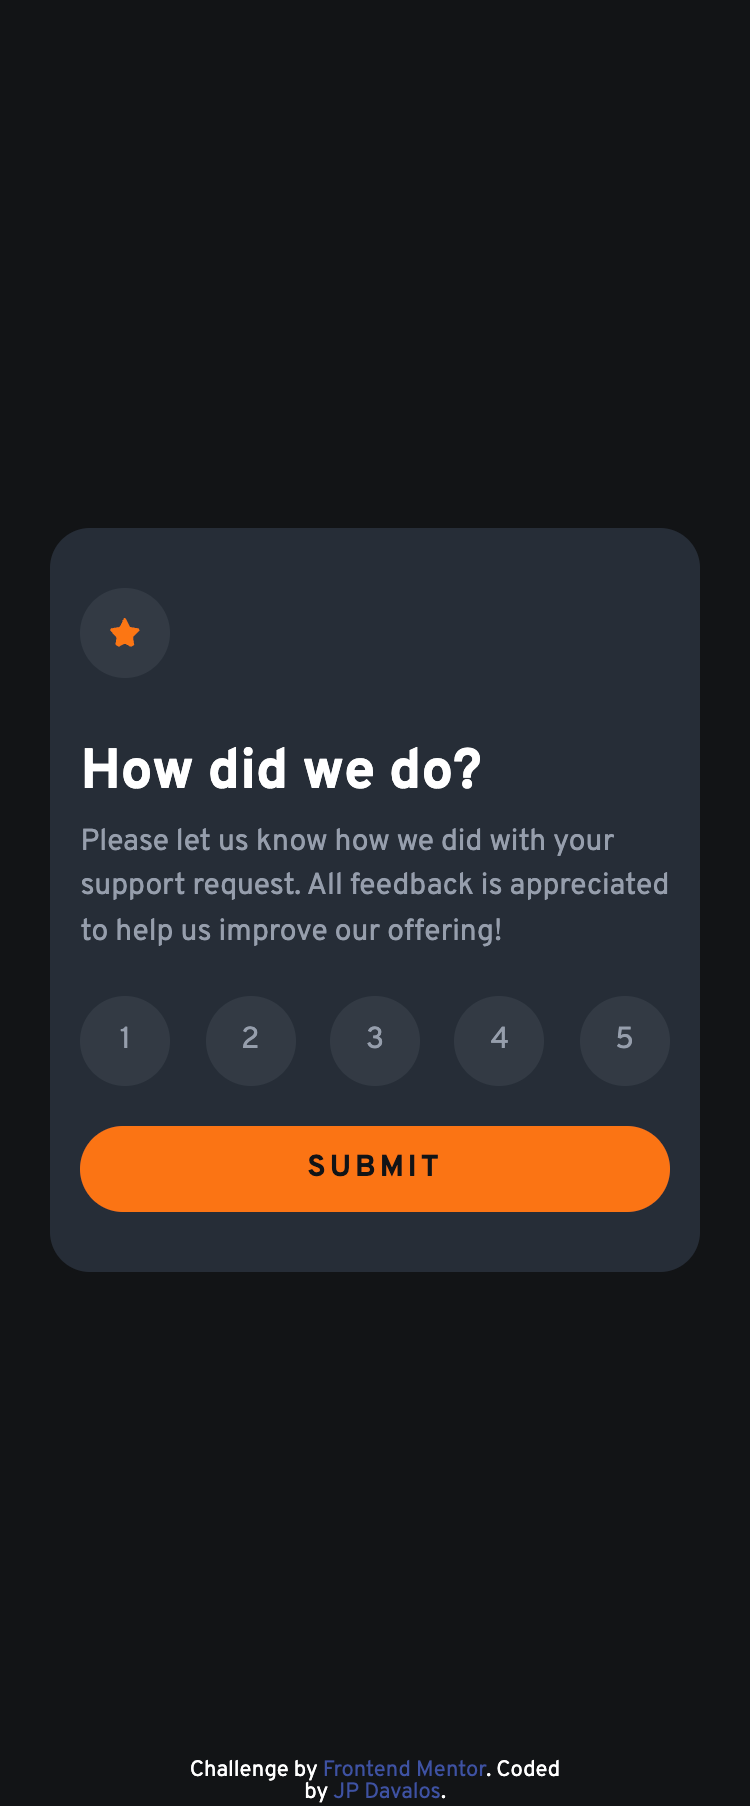 How did we do?
Please let us know how we did with your
support request. All feedback is appreciated
to help us improve our offering!
1 2 3 4 5
SUBMIT
Challenge by Frontend Mentor. Coded
by JP Davalos.